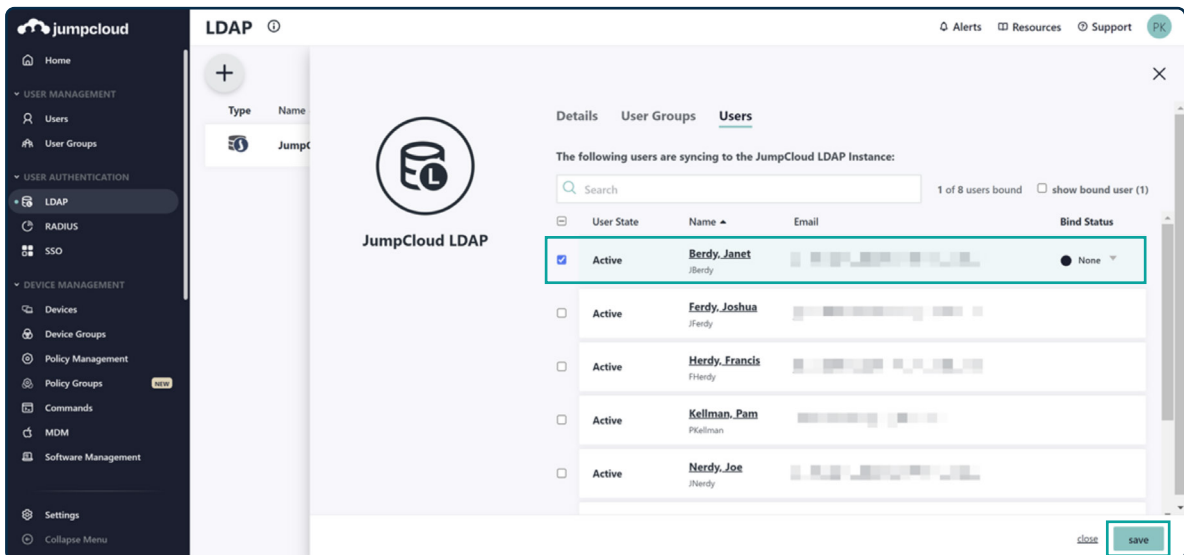 jumpcloud
Home
USER MANAGEMENT
Users
User Groups
USER AUTHENTICATION
LDAP
RADIUS
SSO
DEVICE MANAGEMENT
Devices
Device Groups
Policy Management
Policy Groups NEW
Commands
MDM
Software Management
Settings
Collapse Menu
LDAP
Alerts Resources Support PK
Type Name
JumpC
L
JumpCloud LDAP
Details User Groups Users
The following users are syncing to the JumpCloud LDAP Instance:
Search 1 of 8 users bound show bound user (1)
User State Name Email Bind Status
Active Berdy, Janet None
JBerdy
Active Ferdy, Joshua
JFerdy
Active Herdy, Francis
FHerdy
Active Kellman, Pam
PKellman
Active Nerdy, Joe
JNerdy
close save